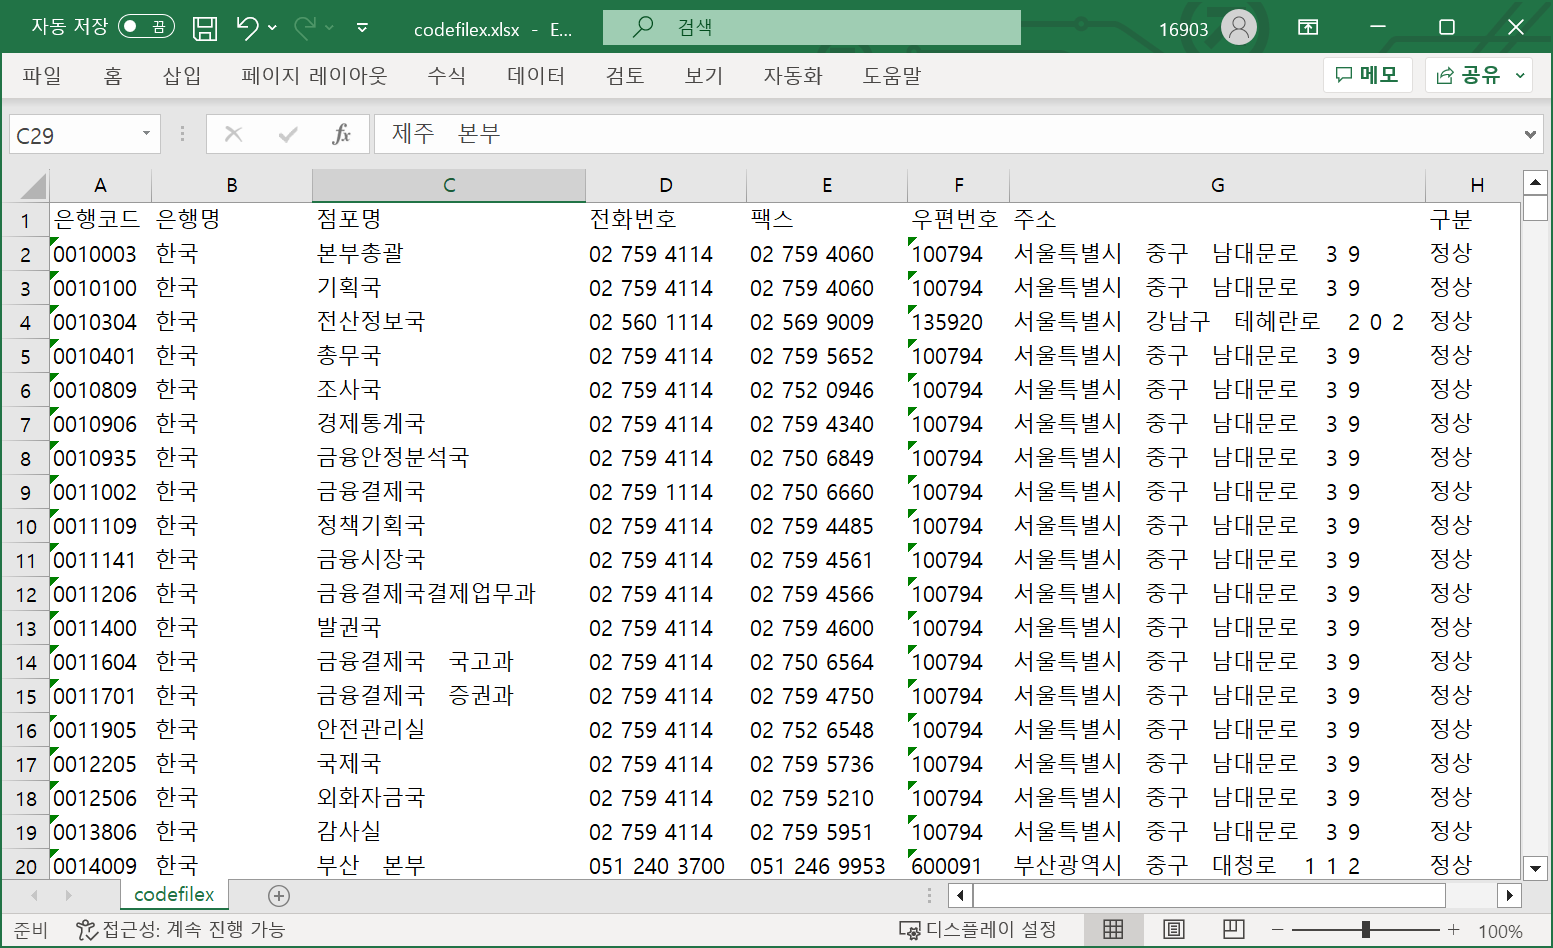 자동 저장 끔 codefilex.xlsx - E... 검색 16903
파일 홈 삽입 페이지 레이아웃 수식 데이터 검토 보기 자동화 도움말 메모 공유
C29 fx 제주 본부
A B C D E F G H
1 은행코드 은행명 점포명 전화번호 팩스 우편번호 주소 구분
2 0010003 한국 본부총괄 02 759 4114 02 759 4060 100794 서울특별시 중구 남대문로 3 9 정상
3 0010100 한국 기획국 02 759 4114 02 759 4060 100794 서울특별시 중구 남대문로 3 9 정상
4 0010304 한국 전산정보국 02 560 1114 02 569 9009 135920 서울특별시 강남구 테헤란로 2 0 2 정상
5 0010401 한국 총무국 02 759 4114 02 759 5652 100794 서울특별시 중구 남대문로 3 9 정상
6 0010809 한국 조사국 02 759 4114 02 752 0946 100794 서울특별시 중구 남대문로 3 9 정상
7 0010906 한국 경제통계국 02 759 4114 02 759 4340 100794 서울특별시 중구 남대문로 3 9 정상
8 0010935 한국 금융안정분석국 02 759 4114 02 750 6849 100794 서울특별시 중구 남대문로 3 9 정상
9 0011002 한국 금융결제국 02 759 1114 02 750 6660 100794 서울특별시 중구 남대문로 3 9 정상
10 0011109 한국 정책기획국 02 759 4114 02 759 4485 100794 서울특별시 중구 남대문로 3 9 정상
11 0011141 한국 금융시장국 02 759 4114 02 759 4561 100794 서울특별시 중구 남대문로 3 9 정상
12 0011206 한국 금융결제국결제업무과 02 759 4114 02 759 4566 100794 서울특별시 중구 남대문로 3 9 정상
13 0011400 한국 발권국 02 759 4114 02 759 4600 100794 서울특별시 중구 남대문로 3 9 정상
14 0011604 한국 금융결제국 국고과 02 759 4114 02 750 6564 100794 서울특별시 중구 남대문로 3 9 정상
15 0011701 한국 금융결제국 증권과 02 759 4114 02 759 4750 100794 서울특별시 중구 남대문로 3 9 정상
16 0011905 한국 안전관리실 02 759 4114 02 752 6548 100794 서울특별시 중구 남대문로 3 9 정상
17 0012205 한국 국제국 02 759 4114 02 759 5736 100794 서울특별시 중구 남대문로 3 9 정상
18 0012506 한국 외화자금국 02 759 4114 02 759 5210 100794 서울특별시 중구 남대문로 3 9 정상
19 0013806 한국 감사실 02 759 4114 02 759 5951 100794 서울특별시 중구 남대문로 3 9 정상
20 0014009 한국 부산 본부 051 240 3700 051 246 9953 600091 부산광역시 중구 대청로 1 1 2 정상
codefilex
준비 접근성: 계속 진행 가능 디스플레이 설정 100%